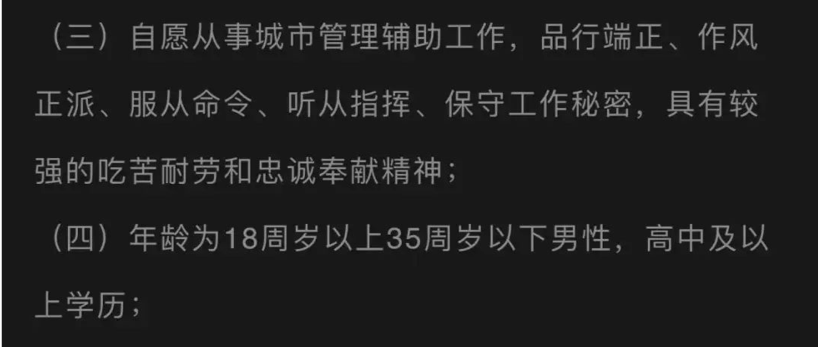 （三）自愿从事城市管理辅助工作，品行端正、作风
正派、服从命令、听从指挥、保守工作秘密，具有较
强的吃苦耐劳和忠诚奉献精神；
（四）年龄为18周岁以上35周岁以下男性，高中及以
上学历；